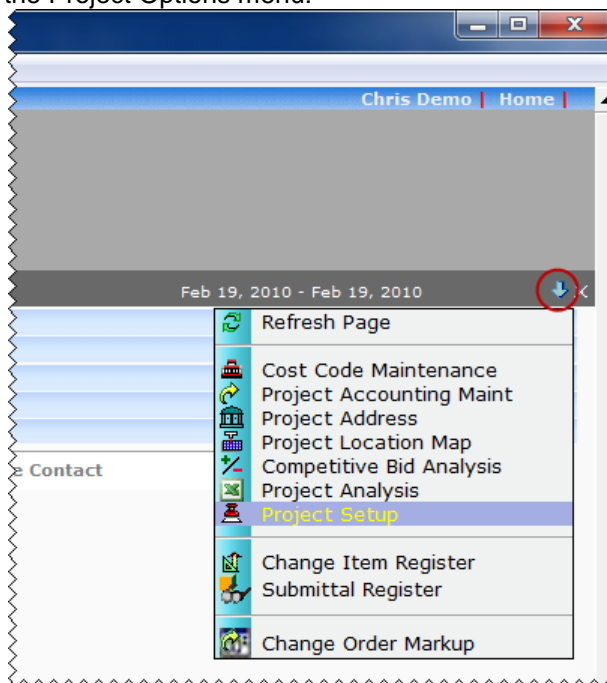 the Project Options menu.
Chris Demo | Home |
Feb 19, 2010 - Feb 19, 2010
Refresh Page
Cost Code Maintenance
Project Accounting Maint
Project Address
Project Location Map
e Contact
Competitive Bid Analysis
Project Analysis
Project Setup
Change Item Register
Submittal Register
Change Order Markup